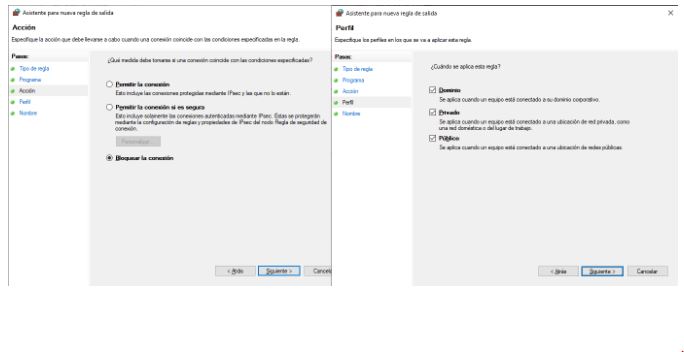 Asistente para nueva regla de salida
Acción
Especifique la acción que debe llevarse a cabo cuando una conexión coincide con las condiciones especificadas en la regla.
Pasos:
Tipo de regla
Programa
Acción
Perfil
Nombre
¿Qué medida debe tomarse si una conexión coincide con las condiciones especificadas?
Permitir la conexión
Esto incluye las conexiones protegidas mediante IPsec y las que no lo están.
Permitir la conexión si es segura
Esto incluye solamente las conexiones autenticadas mediante IPsec. Éstas se protegerán
mediante la configuración de reglas y propiedades de IPsec del nodo Regla de seguridad de
conexión.
Personalizar...
Bloquear la conexión
< Atrás
Siguiente >
Cancel
Asistente para nueva regla de salida
Perfil
Especifique los perfiles en los que se va a aplicar esta regla.
Pasos:
Tipo de regla
Programa
Acción
Perfil
Nombre
¿Cuándo se aplica esta regla?
Dominio
Se aplica cuando un equipo está conectado a su dominio corporativo.
Privado
Se aplica cuando un equipo está conectado a una ubicación de red privada, como
una red doméstica o del lugar de trabajo.
Público
Se aplica cuando un equipo está conectado a una ubicación de redes públicas.
< Atrás
Siguiente >
Cancelar